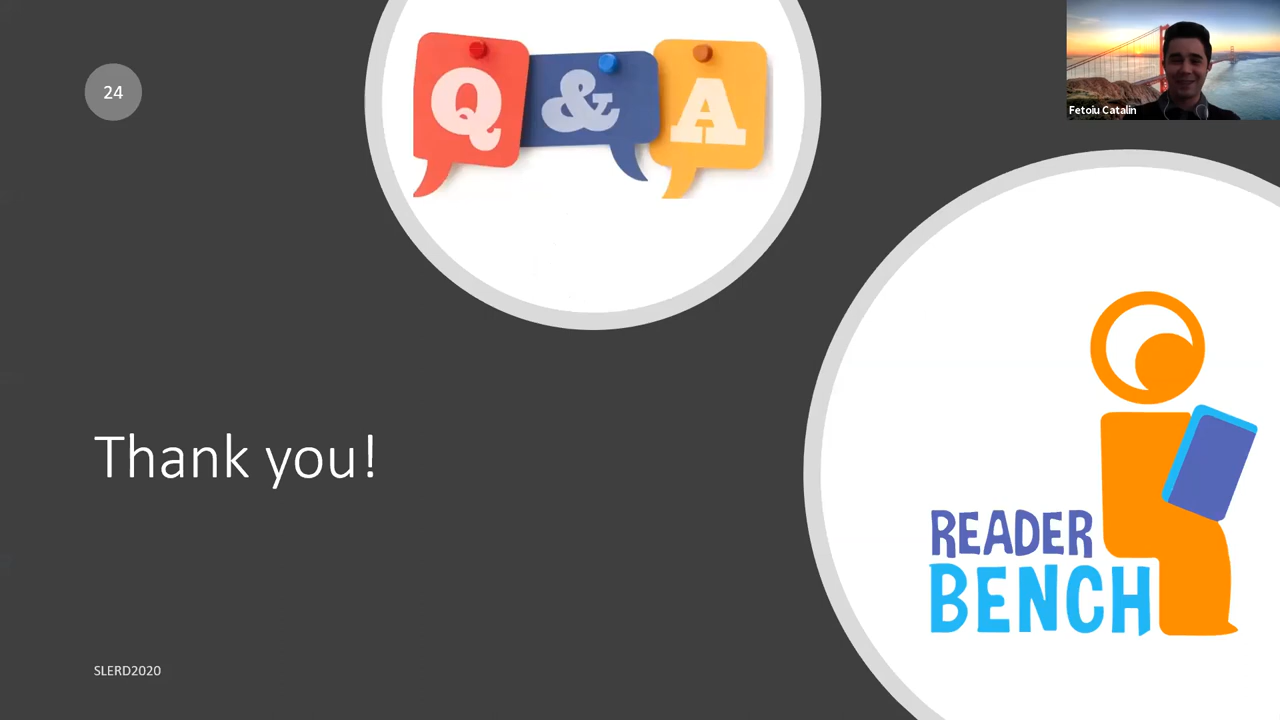 24
Q & A
Fetoiu Catalin
Thank you!
READER
BENCH
SLERD2020